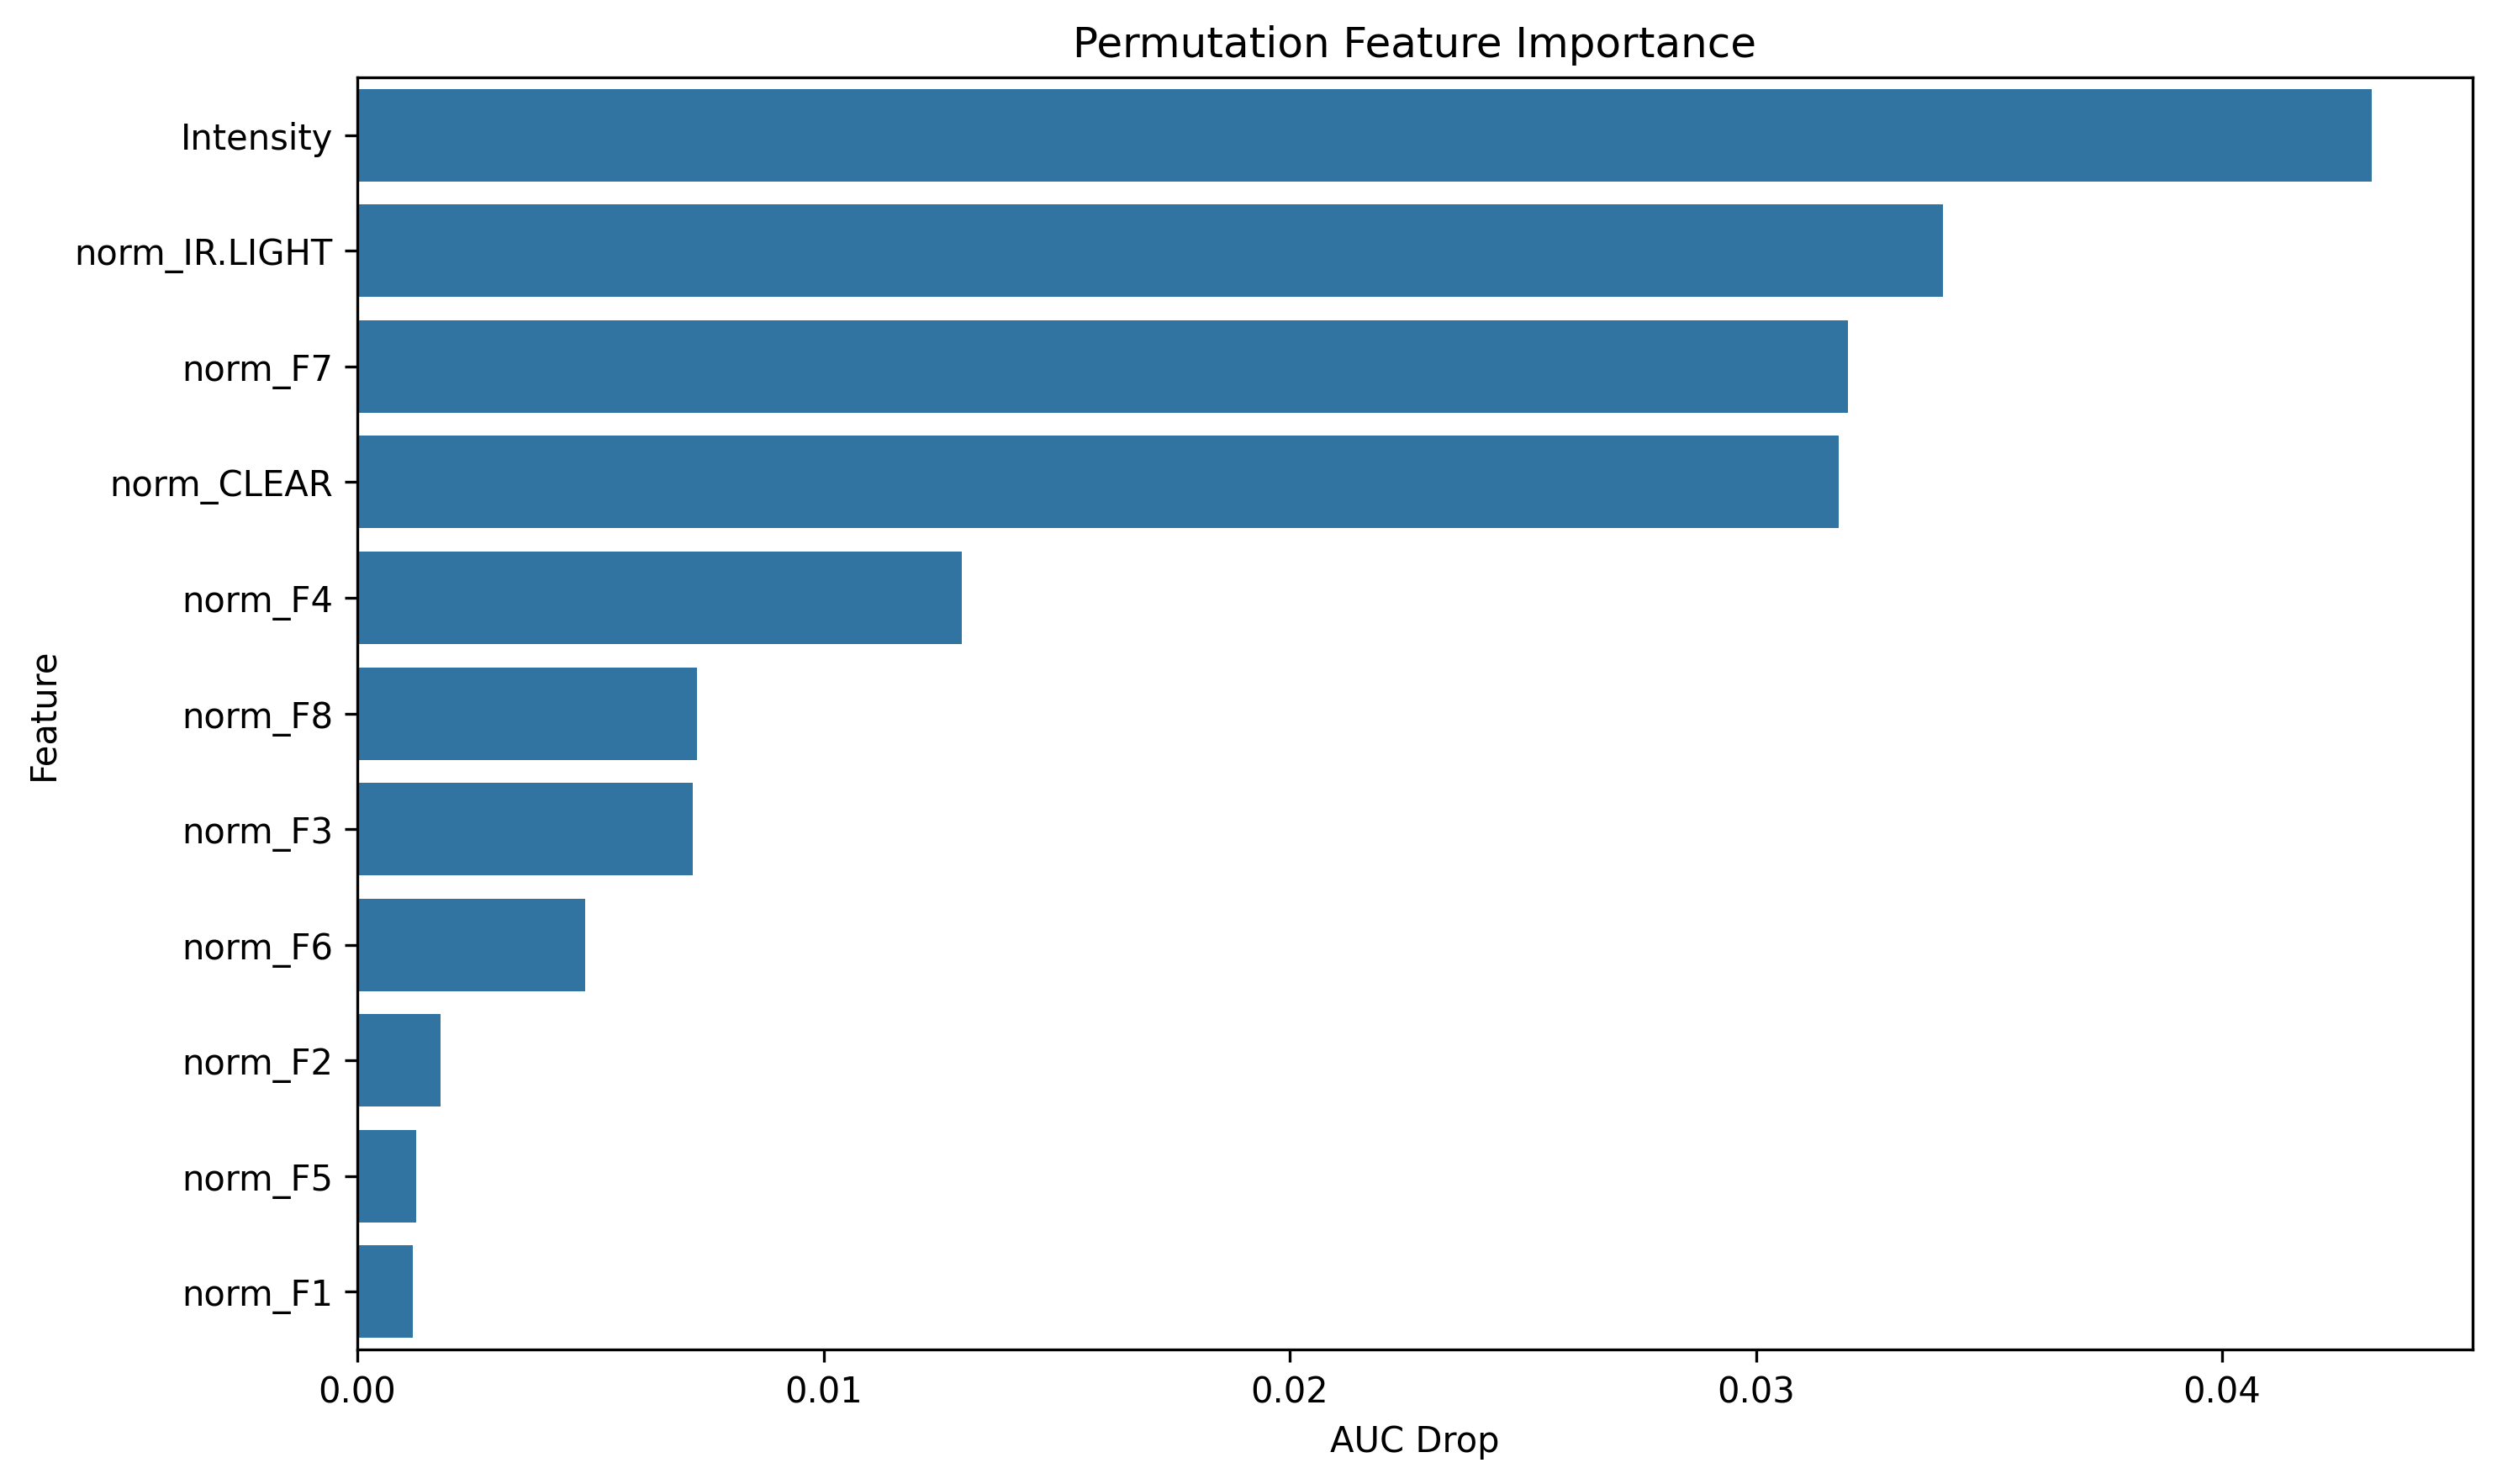 Permutation Feature Importance
Intensity
norm_IR.LIGHT
norm_F7
norm_CLEAR
norm_F4
norm_F8
norm_F3
norm_F6
norm_F2
norm_F5
norm_F1
Feature
0.00 0.01 0.02 0.03 0.04
AUC Drop